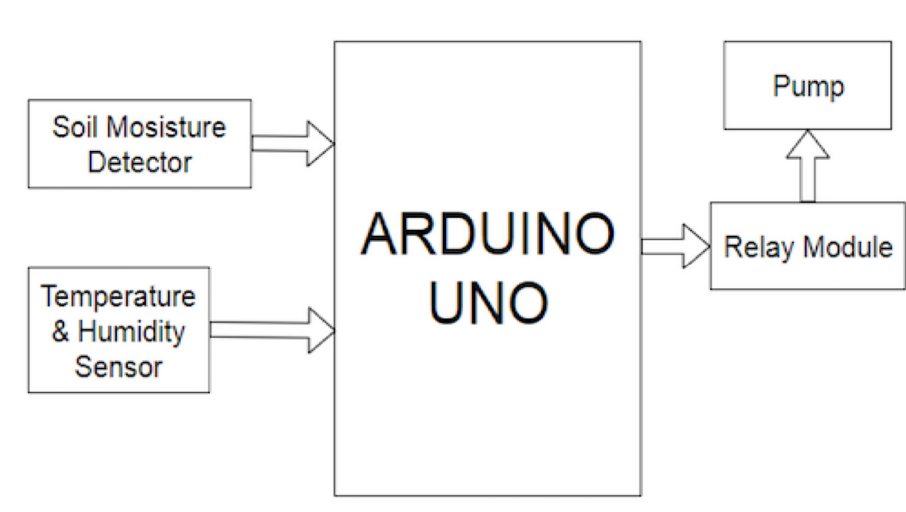 Soil Mosisture
Detector
Temperature
& Humidity
Sensor
ARDUINO
UNO
Pump
Relay Module